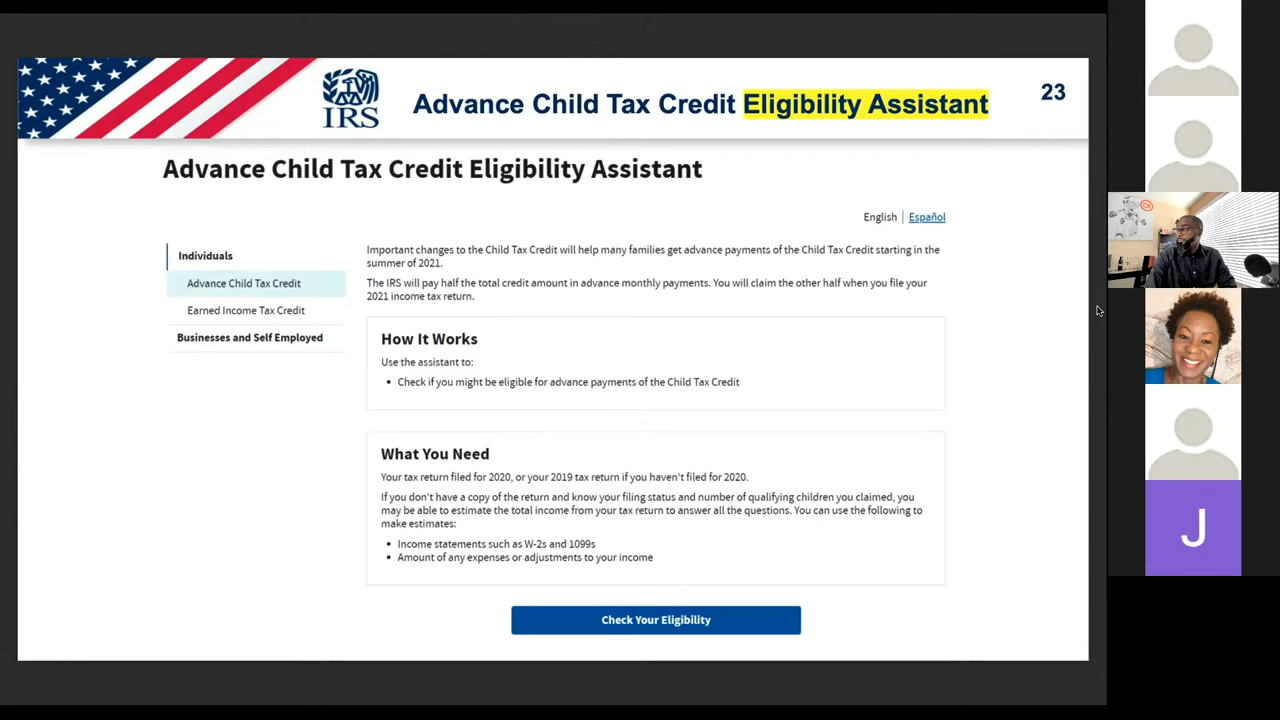 IRS
Advance Child Tax Credit Eligibility Assistant
23
Advance Child Tax Credit Eligibility Assistant
English | Español
Individuals
Advance Child Tax Credit
Earned Income Tax Credit
Businesses and Self Employed
Important changes to the Child Tax Credit will help many families get advance payments of the Child Tax Credit starting in the
summer of 2021.
The IRS will pay half the total credit amount in advance monthly payments. You will claim the other half when you file your
2021 income tax return.
How It Works
Use the assistant to:
• Check if you might be eligible for advance payments of the Child Tax Credit
What You Need
Your tax return filed for 2020, or your 2019 tax return if you haven't filed for 2020.
If you don't have a copy of the return and know your filing status and number of qualifying children you claimed, you
may be able to estimate the total income from your tax return to answer all the questions. You can use the following to
make estimates:
• Income statements such as W-2s and 1099s
• Amount of any expenses or adjustments to your income
Check Your Eligibility
J